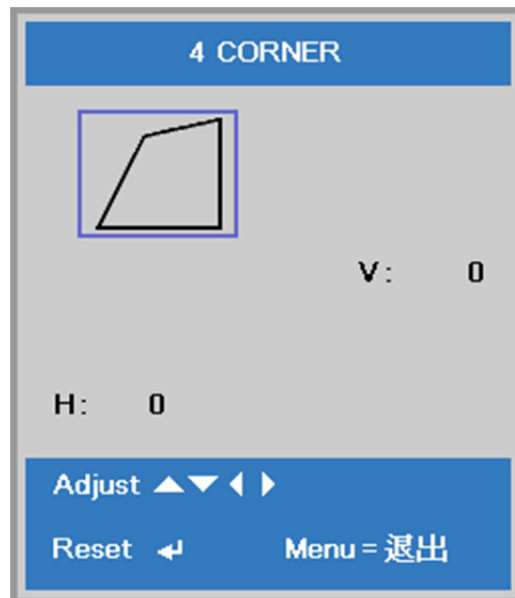 4 CORNER
V: 0
H: 0
Adjust ▲▼◀▶
Reset ↵ Menu = 退出